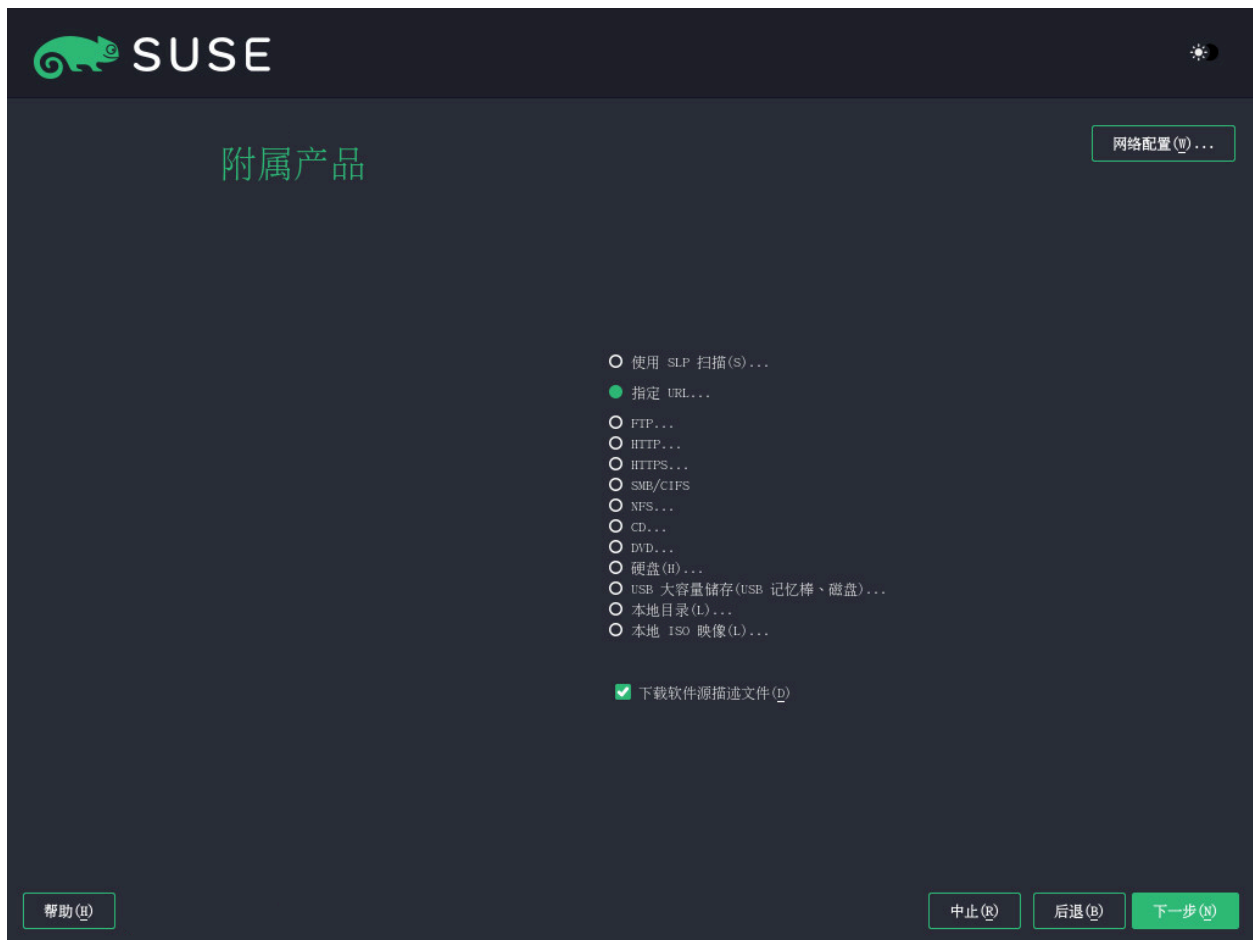 SUSE
附属产品
网络配置(W)...
使用 SLP 扫描(S)...
指定 URL...
FTP...
HTTP...
HTTPS...
SMB/CIFS
NFS...
CD...
DVD...
硬盘(H)...
USB 大容量储存(USB 记忆棒、磁盘)...
本地目录(L)...
本地 ISO 映像(L)...
下载软件源描述文件(D)
帮助(H)
中止(R)
后退(B)
下一步(N)